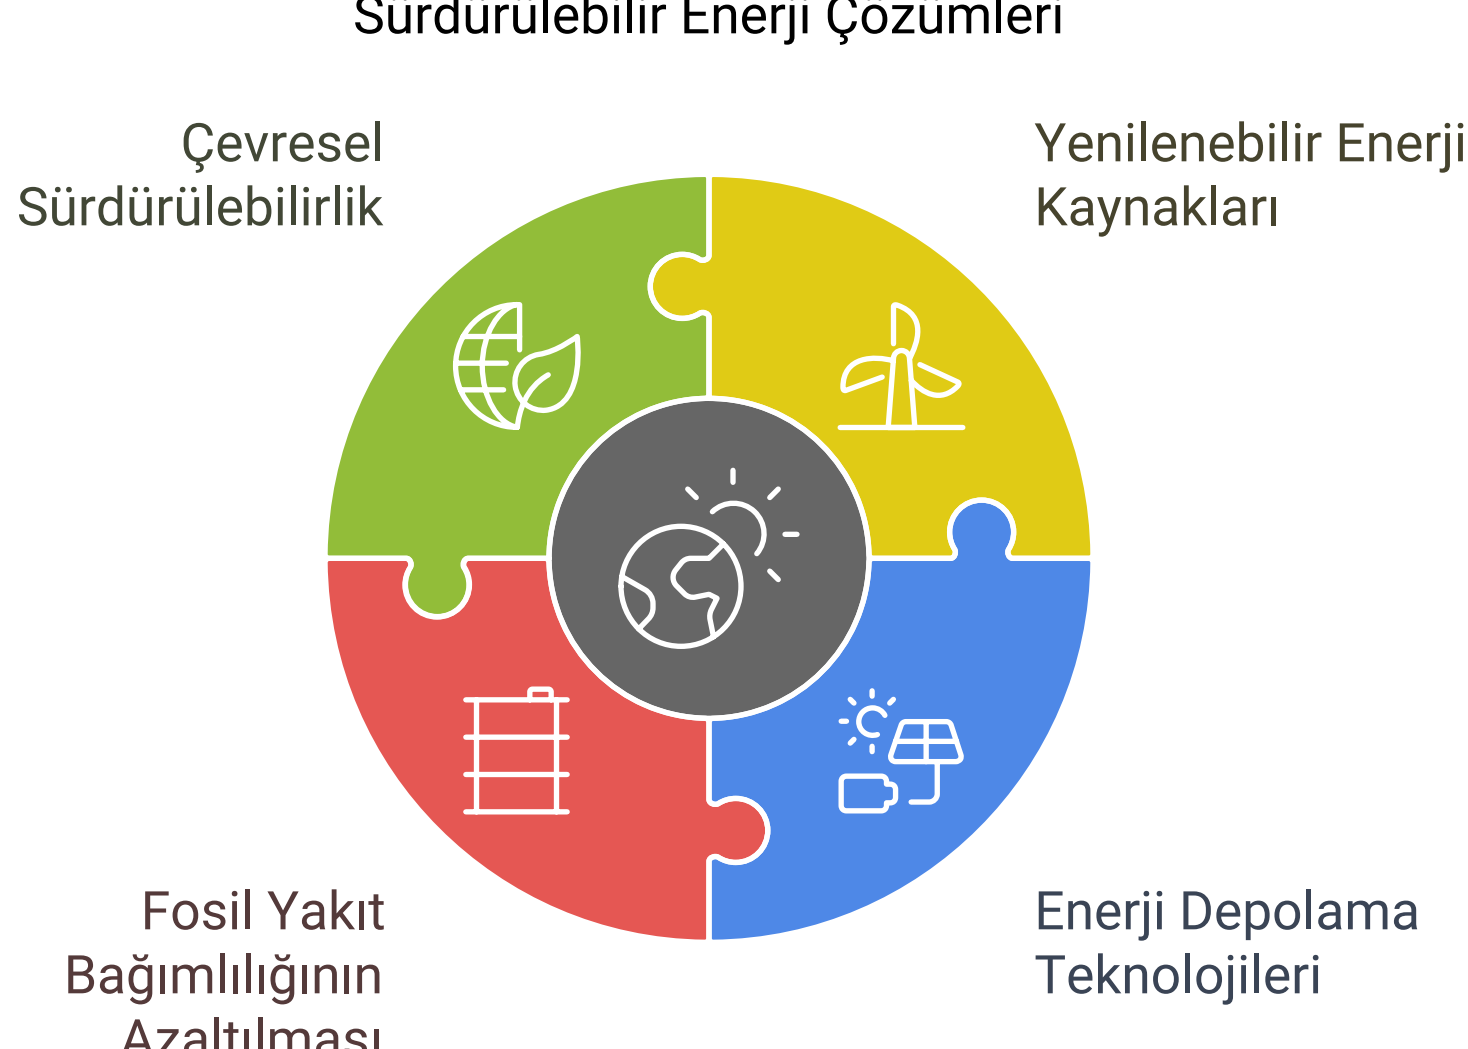 Sürdürülebilir Enerji Çözümleri
Çevresel
Sürdürülebilirlik
Yenilenebilir Enerji
Kaynakları
Fosil Yakıt
Bağımlılığının
Azaltılması
Enerji Depolama
Teknolojileri